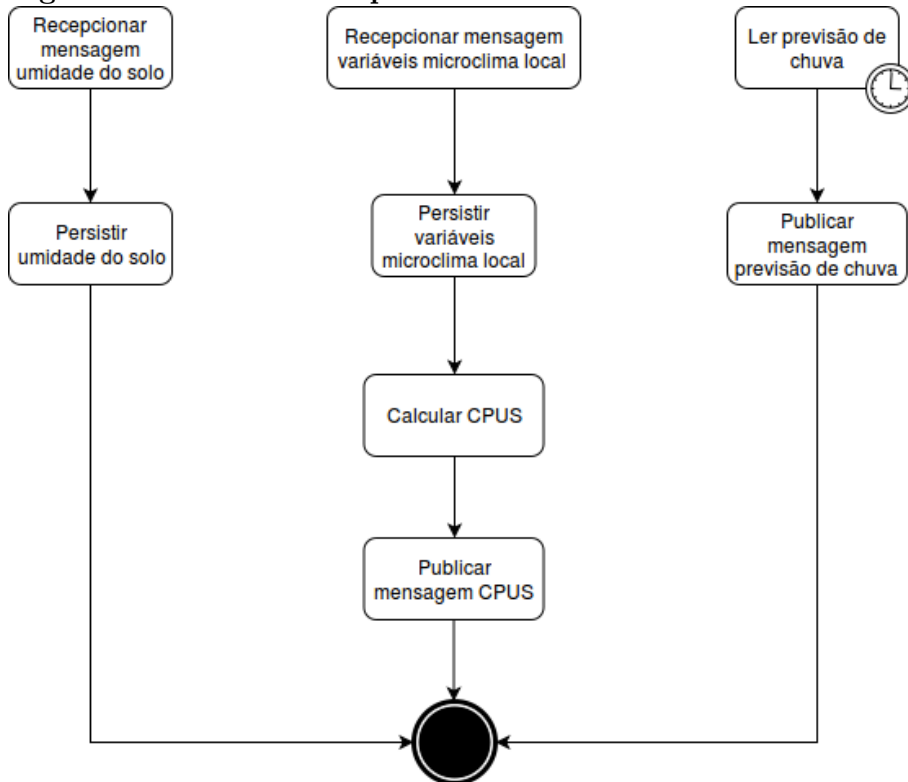 Recepcionar
mensagem
umidade do solo
Recepcionar mensagem
variáveis microclima local
Ler previsão de
chuva
Persistir
umidade do solo
Persistir
variáveis
microclima local
Publicar
mensagem
previsão de chuva
Calcular CPUS
Publicar
mensagem CPUS